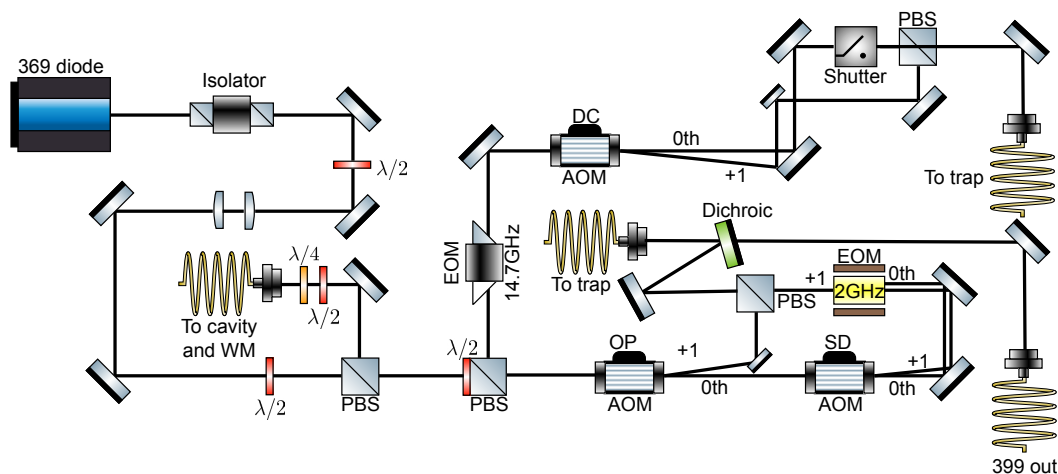 369 diode
Isolator
λ/2
DC
AOM
0th
+1
Shutter
PBS
To trap
EOM
14.7GHz
To trap
Dichroic
PBS
+1
EOM
2GHz
0th
λ/4
λ/2
To cavity
and WM
λ/2
PBS
λ/2
PBS
OP
AOM
+1
0th
SD
AOM
+1
0th
399 out